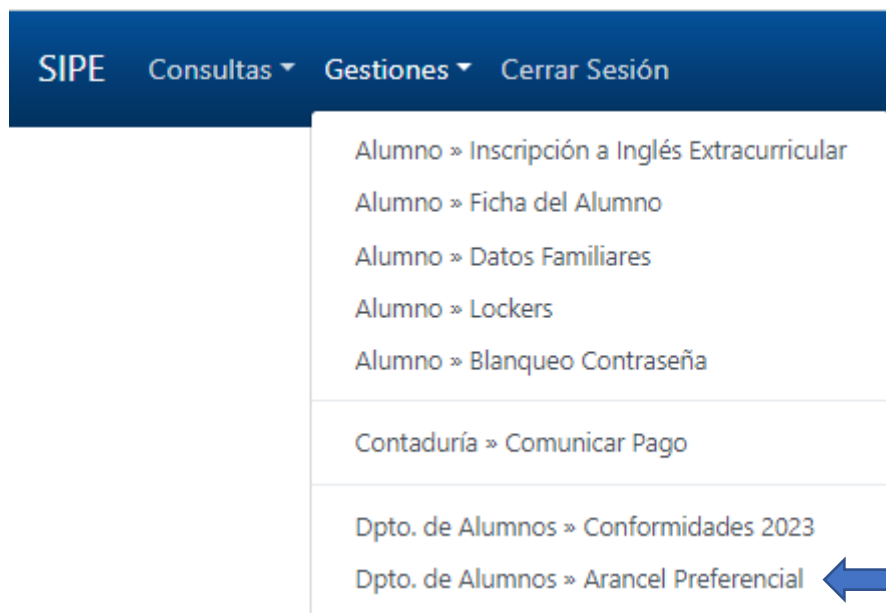 SIPE Consultas Gestiones Cerrar Sesión
Alumno » Inscripción a Inglés Extracurricular
Alumno » Ficha del Alumno
Alumno » Datos Familiares
Alumno » Lockers
Alumno » Blanqueo Contraseña
Contaduría » Comunicar Pago
Dpto. de Alumnos » Conformidades 2023
Dpto. de Alumnos » Arancel Preferencial